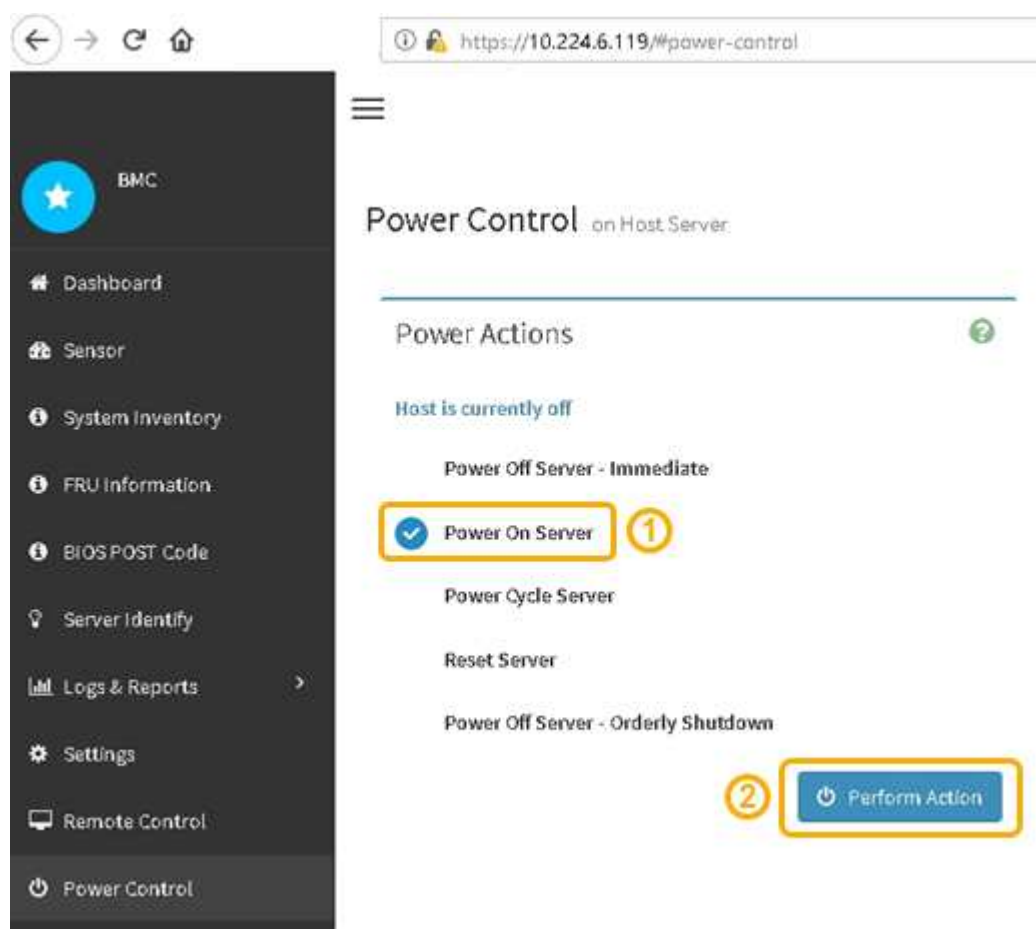 https://10.224.6.119/#power-control
BMC
Dashboard
Sensor
System Inventory
FRU Information
BIOS POST Code
Server Identify
Logs & Reports
Settings
Remote Control
Power Control
Power Control on Host Server
Power Actions
Host is currently off
Power Off Server - Immediate
Power On Server 1
Power Cycle Server
Reset Server
Power Off Server - Orderly Shutdown
2 Perform Action